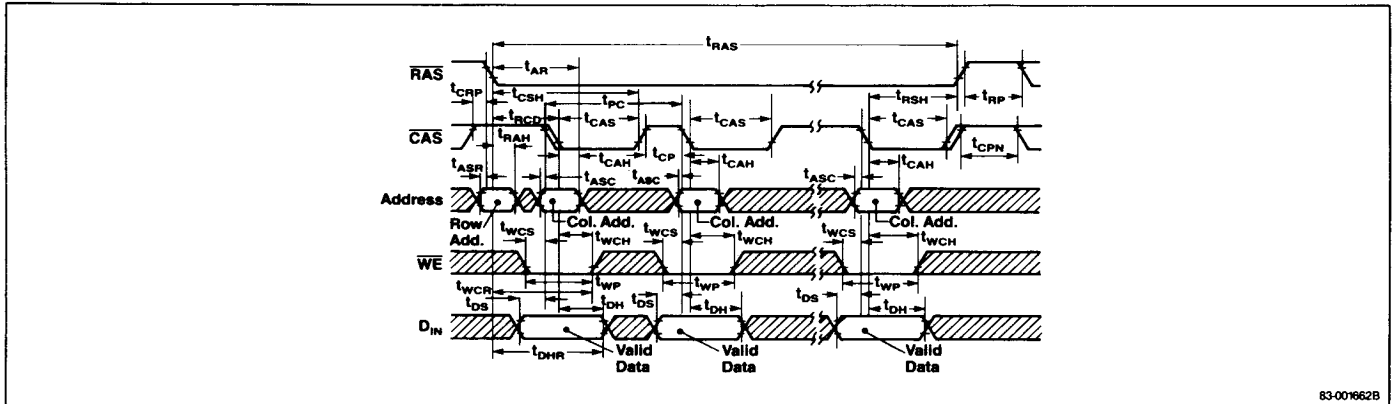 tRAS
RAS
tAR
tCRP
tCSH
tPC
tRSH
tRP
tRCD
tCAS
tCAS
tCAS
CAS
tRAH
tCAH
tCP
tCAH
tCAH
tCPN
tASR
tASC
tASC
tASC
Address
Row
Add.
Col. Add.
Col. Add.
Col. Add.
tWCS
tWCH
tWCS
tWCH
tWCS
tWCH
WE
tWP
tWP
tWP
tWCR
tDS
tDH
tDS
tDH
tDS
tDH
DIN
tDHR
Valid
Data
Valid
Data
Valid
Data
83-001662B